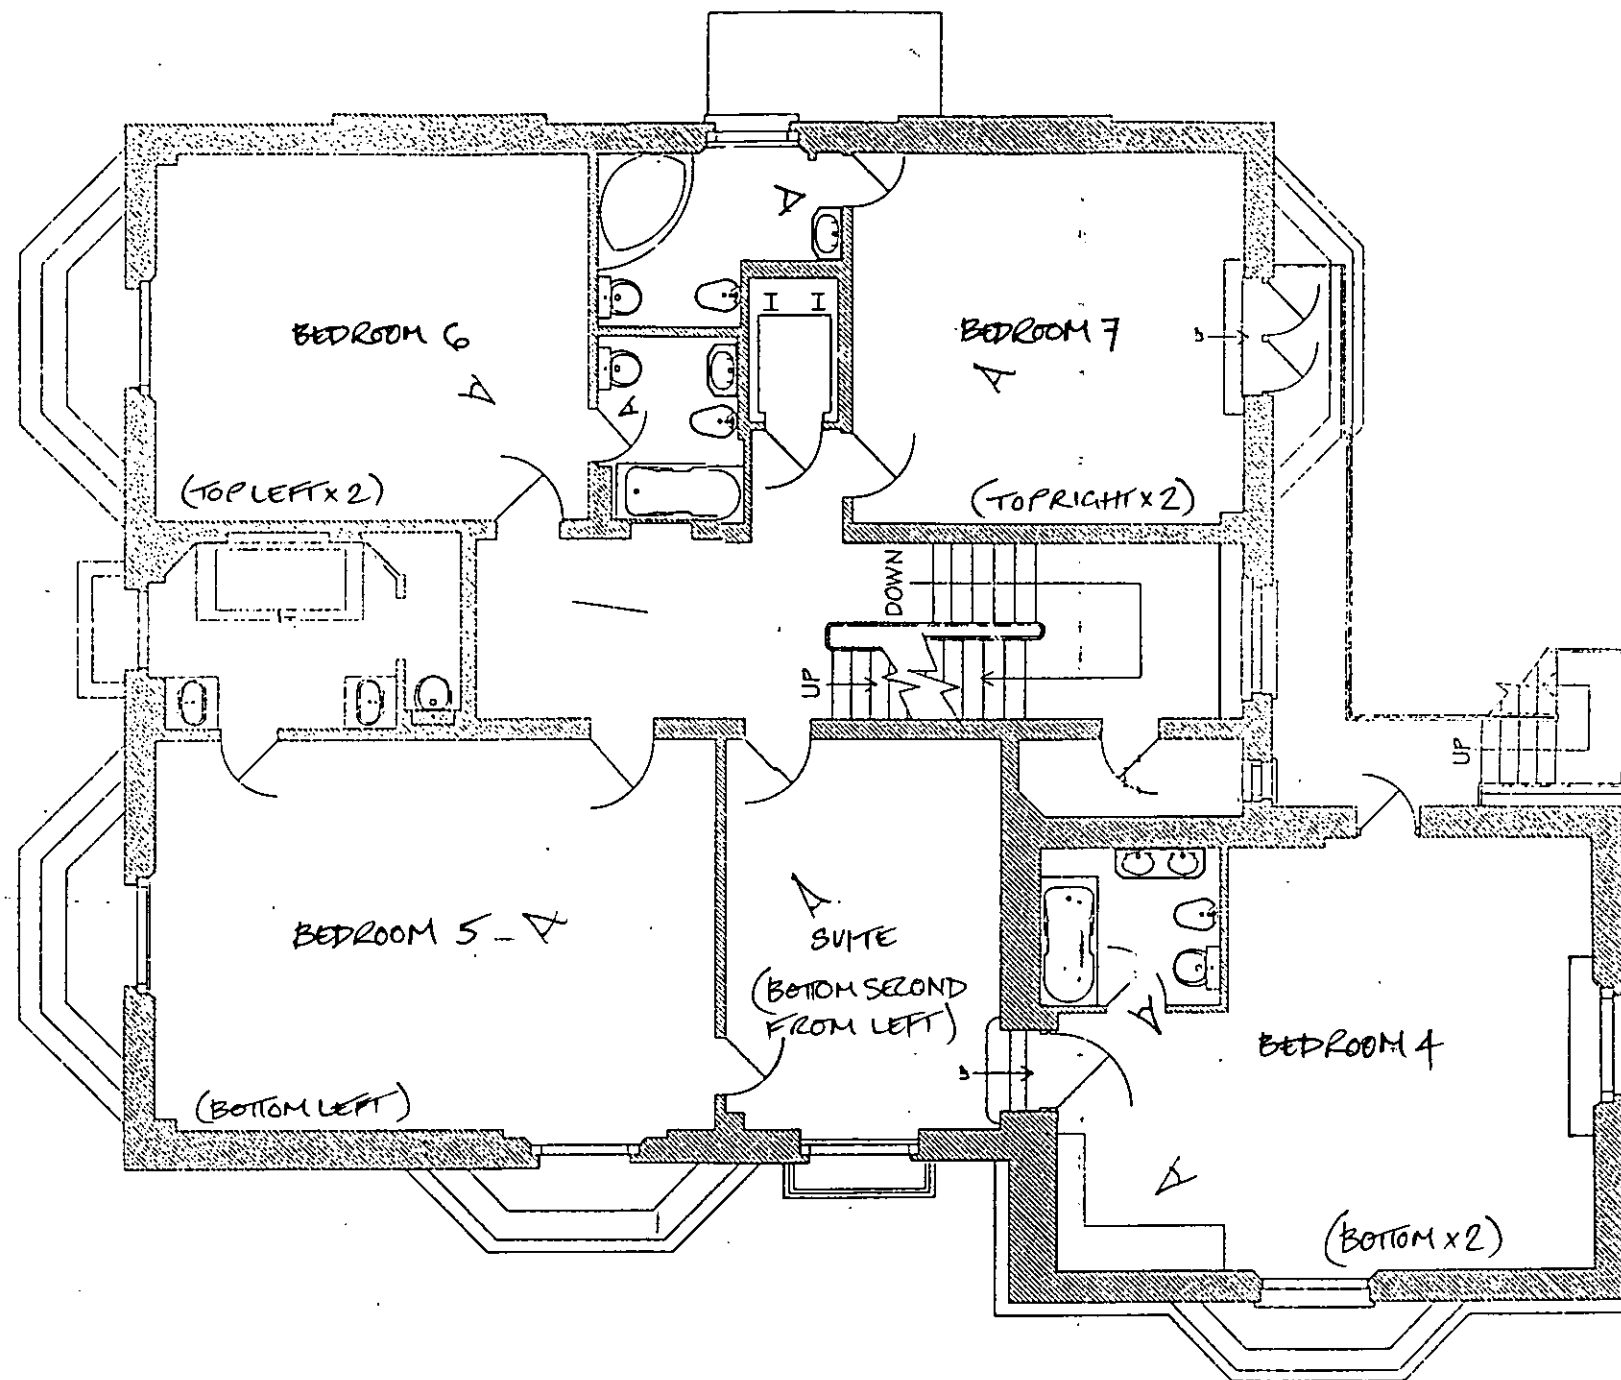 BEDROOM 6
BEDROOM 7
(TOP LEFT x 2)
(TOP RIGHT x 2)
DOWN
UP
UP
BEDROOM 5 -
SUITE
(BOTTOM SECOND
FROM LEFT)
BEDROOM 4
(BOTTOM LEFT)
(BOTTOM x 2)